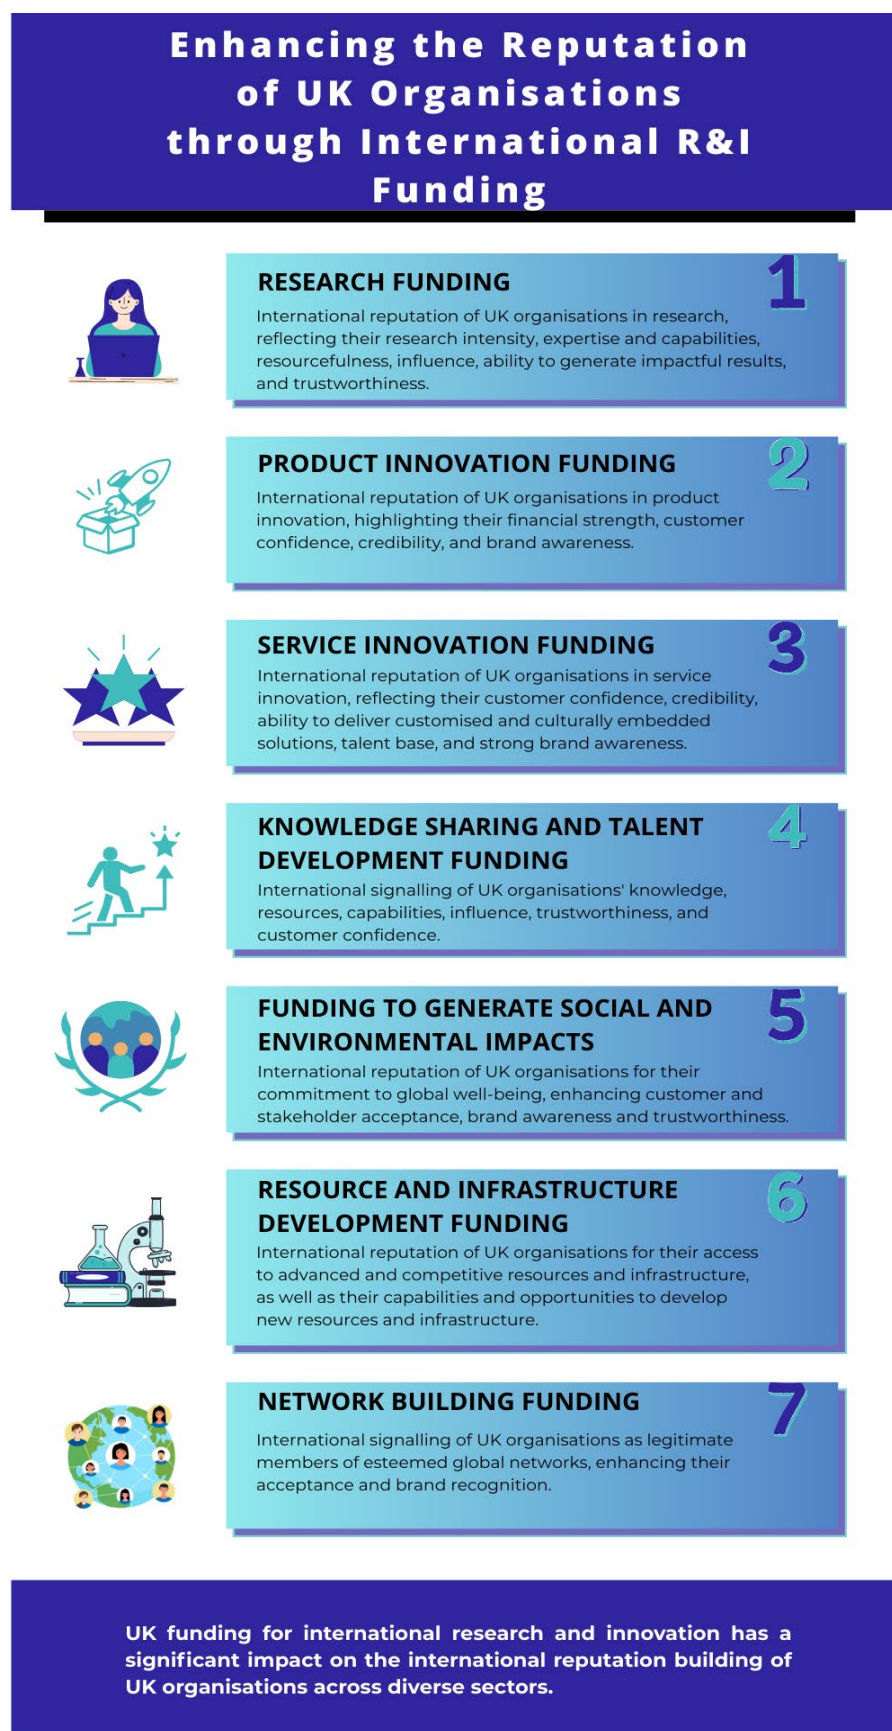 Enhancing the Reputation
of UK Organisations
through International R&I
Funding
1
RESEARCH FUNDING
International reputation of UK organisations in research,
reflecting their research intensity, expertise and capabilities,
resourcefulness, influence, ability to generate impactful results,
and trustworthiness.
2
PRODUCT INNOVATION FUNDING
International reputation of UK organisations in product
innovation, highlighting their financial strength, customer
confidence, credibility, and brand awareness.
3
SERVICE INNOVATION FUNDING
International reputation of UK organisations in service
innovation, reflecting their customer confidence, credibility,
ability to deliver customised and culturally embedded
solutions, talent base, and strong brand awareness.
4
KNOWLEDGE SHARING AND TALENT
DEVELOPMENT FUNDING
International signalling of UK organisations' knowledge,
resources, capabilities, influence, trustworthiness, and
customer confidence.
5
FUNDING TO GENERATE SOCIAL AND
ENVIRONMENTAL IMPACTS
International reputation of UK organisations for their
commitment to global well-being, enhancing customer and
stakeholder acceptance, brand awareness and trustworthiness.
6
RESOURCE AND INFRASTRUCTURE
DEVELOPMENT FUNDING
International reputation of UK organisations for their access
to advanced and competitive resources and infrastructure,
as well as their capabilities and opportunities to develop
new resources and infrastructure.
7
NETWORK BUILDING FUNDING
International signalling of UK organisations as legitimate
members of esteemed global networks, enhancing their
acceptance and brand recognition.
UK funding for international research and innovation has a
significant impact on the international reputation building of
UK organisations across diverse sectors.